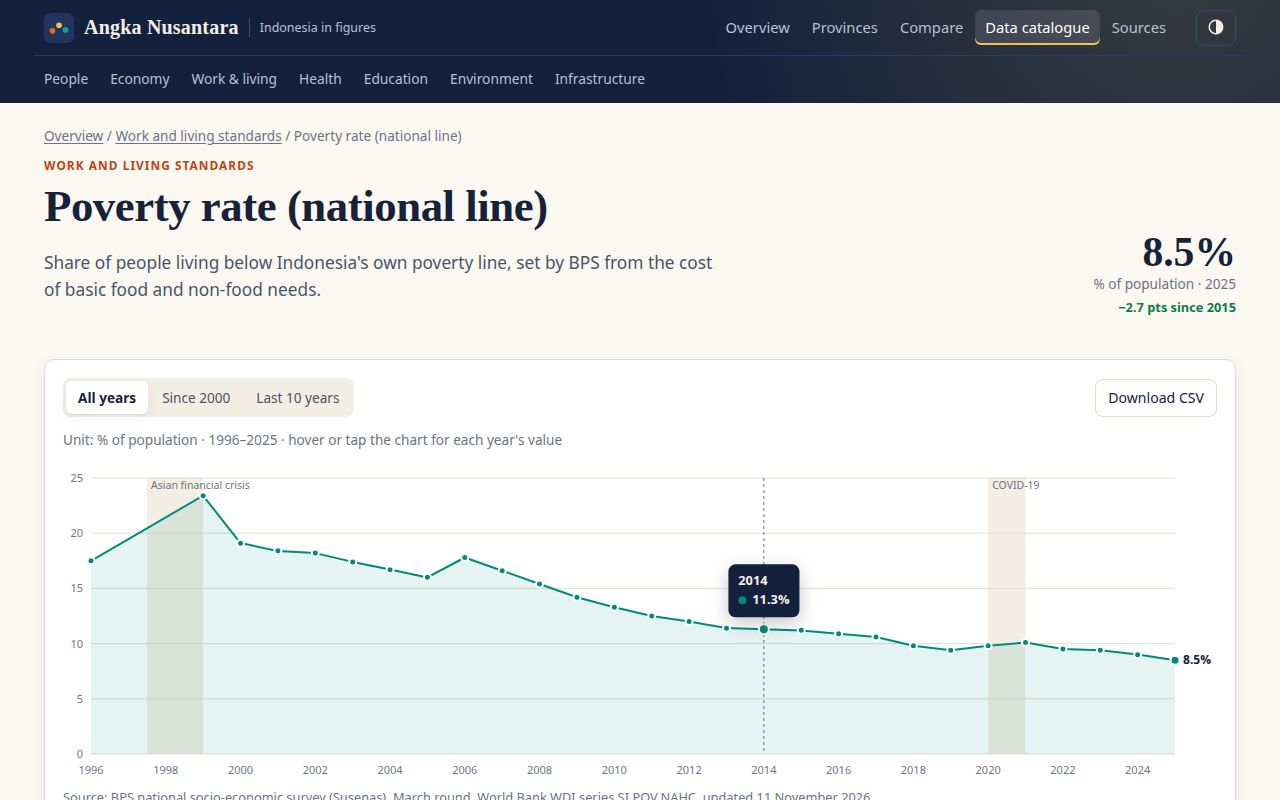 Angka Nusantara
Indonesia in figures
Overview
Provinces
Compare
Data catalogue
Sources
People
Economy
Work & living
Health
Education
Environment
Infrastructure
Overview / Work and living standards / Poverty rate (national line)
WORK AND LIVING STANDARDS
Poverty rate (national line)
Share of people living below Indonesia's own poverty line, set by BPS from the cost
of basic food and non-food needs.
8.5%
% of population · 2025
−2.7 pts since 2015
All years
Since 2000
Last 10 years
Download CSV
Unit: % of population · 1996–2025 · hover or tap the chart for each year's value
25
20
15
10
5
0
Asian financial crisis
COVID-19
2014
11.3%
8.5%
1996
1998
2000
2002
2004
2006
2008
2010
2012
2014
2016
2018
2020
2022
2024
Source: BPS national socio-economic survey (Susenas), March round. World Bank WDI series SI.POV.NAHC, updated 11 November 2026